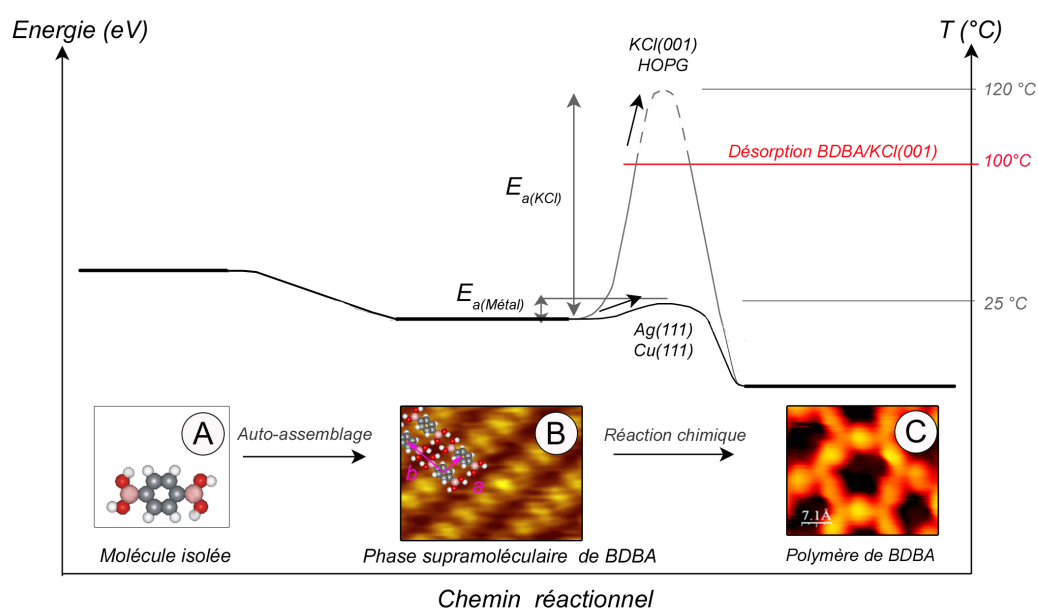 Energie (eV)
T (°C)
KCl(001)
HOPG
120 °C
Désorption BDBA/KCl(001)
100°C
Ea(KCl)
Ea(Métal)
25 °C
Ag(111)
Cu(111)
A
Auto-assemblage
B
b
a
Réaction chimique
C
7.1Å
Molécule isolée
Phase supramoléculaire de BDBA
Polymère de BDBA
Chemin réactionnel